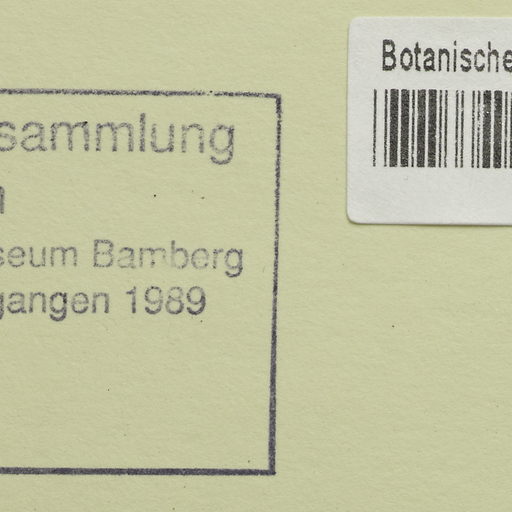 Botanische
sammlung
seum Bamberg
gangen 1989